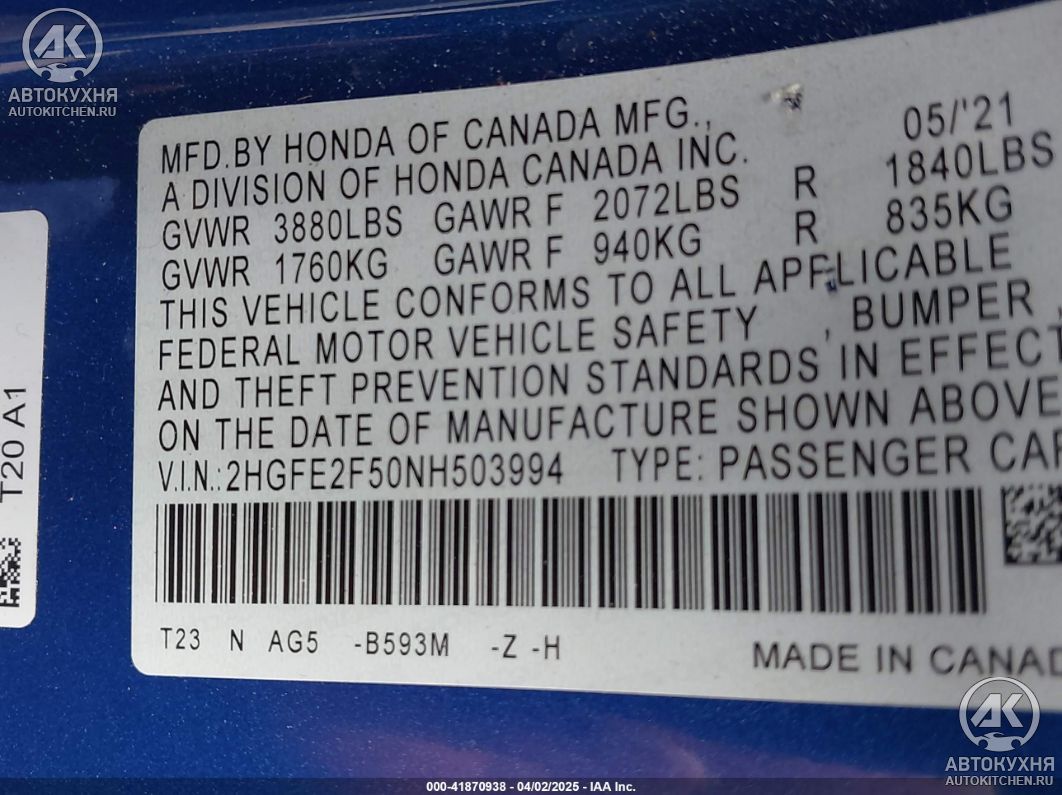 АК
АВТОКУХНЯ
AUTOKITCHEN.RU
T20 A1
MFD.BY HONDA OF CANADA MFG., 05/'21
A DIVISION OF HONDA CANADA INC.
GVWR 3880LBS GAWR F 2072LBS R 1840LBS
GVWR 1760KG GAWR F 940KG R 835KG
THIS VEHICLE CONFORMS TO ALL APPLICABLE
FEDERAL MOTOR VEHICLE SAFETY , BUMPER
AND THEFT PREVENTION STANDARDS IN EFFECT
ON THE DATE OF MANUFACTURE SHOWN ABOVE
V.I.N.:2HGFE2F50NH503994 TYPE: PASSENGER CAR
T23 N AG5 -B593M -Z -H
MADE IN CANAD
АК
АВТОКУХНЯ
AUTOKITCHEN.RU
000-41870938 - 04/02/2025 - IAA Inc.